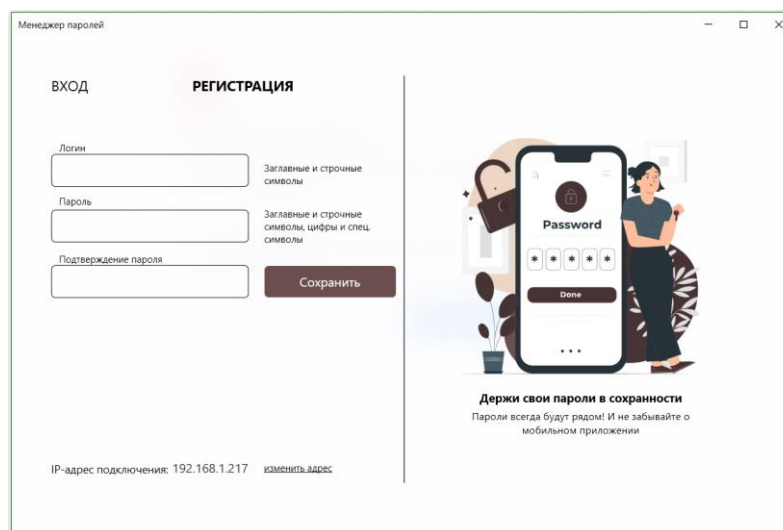 Менеджер паролей
ВХОД
РЕГИСТРАЦИЯ
Логин
Заглавные и строчные
символы
Пароль
Заглавные и строчные
символы, цифры и спец.
символы
Подтверждение пароля
Сохранить
IP-адрес подключения: 192.168.1.217 изменить адрес
Password
* * * * *
Done
Держи свои пароли в сохранности
Пароли всегда будут рядом! И не забывайте о
мобильном приложении